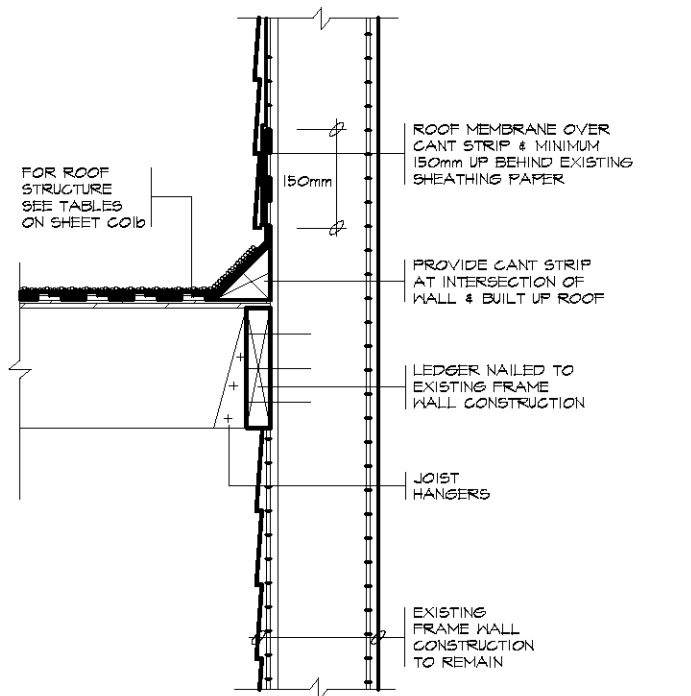 ROOF MEMBRANE OVER
CANT STRIP & MINIMUM
150mm UP BEHIND EXISTING
SHEATHING PAPER
FOR ROOF
STRUCTURE
SEE TABLES
ON SHEET CO16
150mm
PROVIDE CANT STRIP
AT INTERSECTION OF
WALL & BUILT UP ROOF
LEDGER NAILED TO
EXISTING FRAME
WALL CONSTRUCTION
JOIST
HANGERS
EXISTING
FRAME WALL
CONSTRUCTION
TO REMAIN